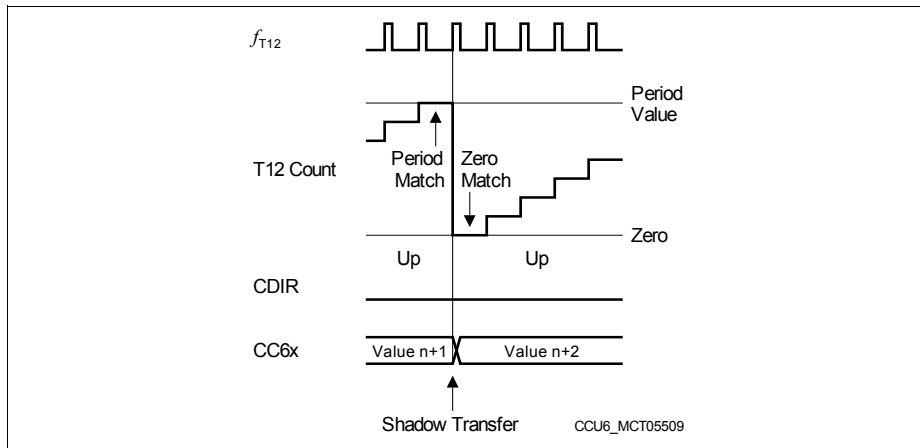 fT12
Period
Value
Period
Match
Zero
Match
T12 Count
Zero
Up
Up
CDIR
CC6x
Value n+1
Value n+2
Shadow Transfer
CCU6_MCT05509